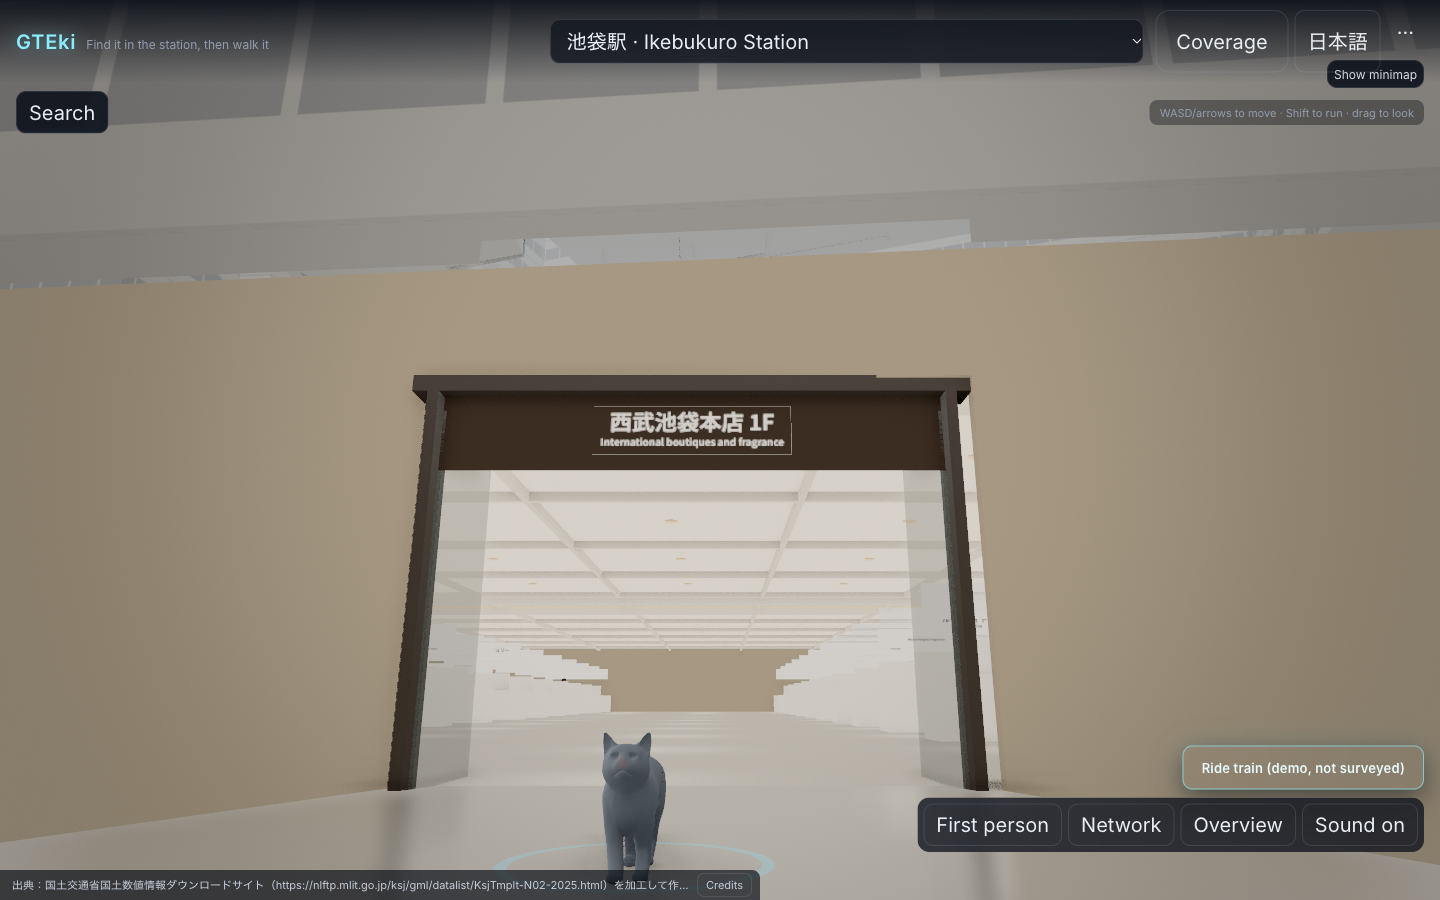 GTEki Find it in the station, then walk it
池袋駅 · Ikebukuro Station
Coverage
日本語
...
Show minimap
Search
WASD/arrows to move · Shift to run · drag to look
西武池袋本店 1F
International boutiques and fragrance
Ride train (demo, not surveyed)
First person
Network
Overview
Sound on
出典：国土交通省国土数値情報ダウンロードサイト（https://nlftp.mlit.go.jp/ksj/gml/datalist/KsjTmplt-N02-2025.html）を加工して作...
Credits